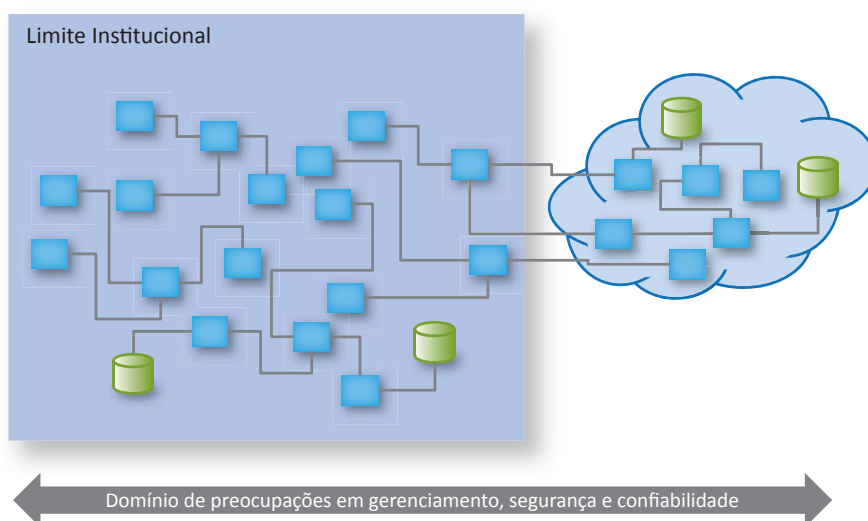 Limite Institucional
Domínio de preocupações em gerenciamento, segurança e confiabilidade